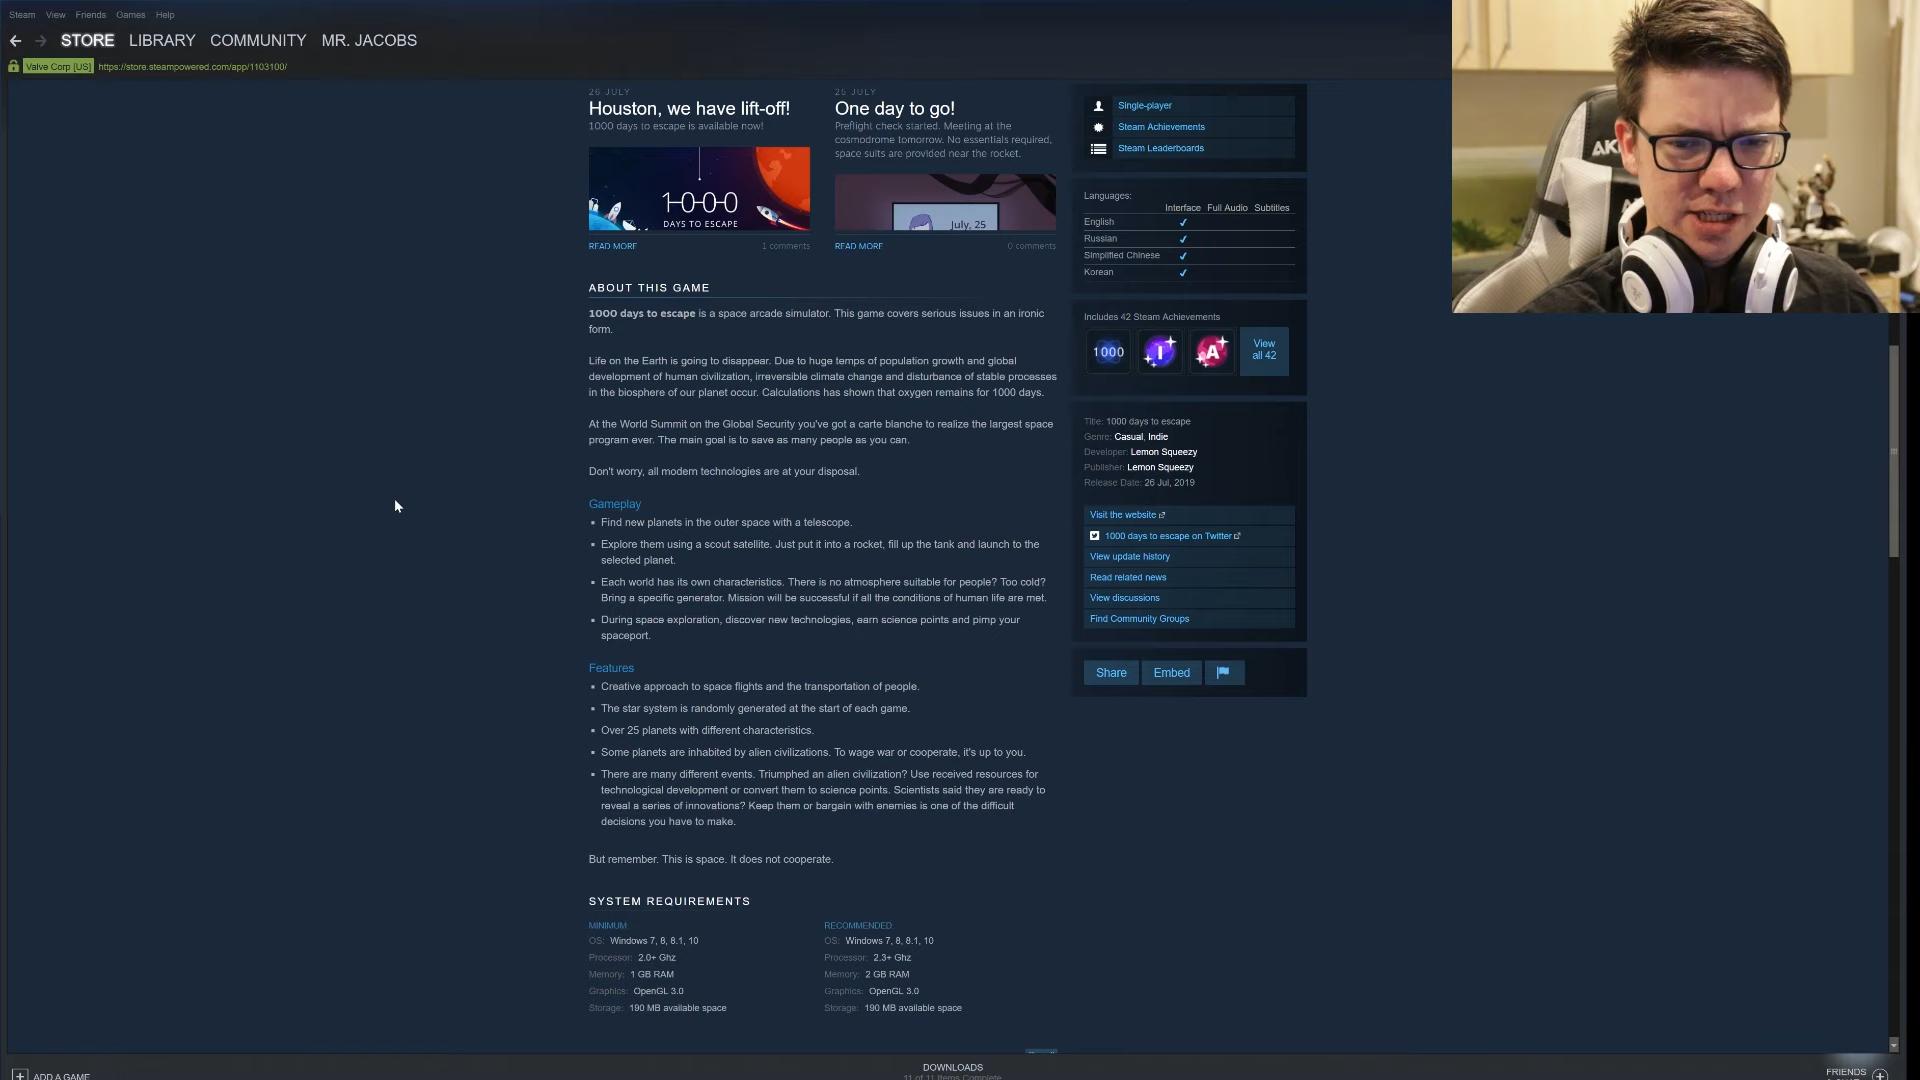 Steam View Friends Games Help
STORE LIBRARY COMMUNITY MR. JACOBS
Valve Corp [US] https://store.steampowered.com/app/1103100/
26 JULY
Houston, we have lift-off!
1000 days to escape is available now!
1000
DAYS TO ESCAPE
READ MORE 1 comments
25 JULY
One day to go!
Preflight check started. Meeting at the
cosmodrome tomorrow. No essentials required,
space suits are provided near the rocket.
July, 25
READ MORE 0 comments
ABOUT THIS GAME
1000 days to escape is a space arcade simulator. This game covers serious issues in an ironic
form.
Life on the Earth is going to disappear. Due to huge temps of population growth and global
development of human civilization, irreversible climate change and disturbance of stable processes
in the biosphere of our planet occur. Calculations has shown that oxygen remains for 1000 days.
At the World Summit on the Global Security you've got a carte blanche to realize the largest space
program ever. The main goal is to save as many people as you can.
Don't worry, all modern technologies are at your disposal.
Gameplay
▪ Find new planets in the outer space with a telescope.
▪ Explore them using a scout satellite. Just put it into a rocket, fill up the tank and launch to the
selected planet.
▪ Each world has its own characteristics. There is no atmosphere suitable for people? Too cold?
Bring a specific generator. Mission will be successful if all the conditions of human life are met.
▪ During space exploration, discover new technologies, earn science points and pimp your
spaceport.
Features
▪ Creative approach to space flights and the transportation of people.
▪ The star system is randomly generated at the start of each game.
▪ Over 25 planets with different characteristics.
▪ Some planets are inhabited by alien civilizations. To wage war or cooperate, it's up to you.
▪ There are many different events. Triumphed an alien civilization? Use received resources for
technological development or convert them to science points. Scientists said they are ready to
reveal a series of innovations? Keep them or bargain with enemies is one of the difficult
decisions you have to make.
But remember. This is space. It does not cooperate.
SYSTEM REQUIREMENTS
MINIMUM:
OS: Windows 7, 8, 8.1, 10
Processor: 2.0+ Ghz
Memory: 1 GB RAM
Graphics: OpenGL 3.0
Storage: 190 MB available space
RECOMMENDED:
OS: Windows 7, 8, 8.1, 10
Processor: 2.3+ Ghz
Memory: 2 GB RAM
Graphics: OpenGL 3.0
Storage: 190 MB available space
Single-player
Steam Achievements
Steam Leaderboards
Languages:
Interface Full Audio Subtitles
English ✔
Russian ✔
Simplified Chinese ✔
Korean ✔
Includes 42 Steam Achievements
1000 I A
View
all 42
Title: 1000 days to escape
Genre: Casual, Indie
Developer: Lemon Squeezy
Publisher: Lemon Squeezy
Release Date: 26 Jul, 2019
Visit the website
1000 days to escape on Twitter
View update history
Read related news
View discussions
Find Community Groups
Share Embed
ADD A GAME
DOWNLOADS
11 of 11 Items Complete
FRIENDS